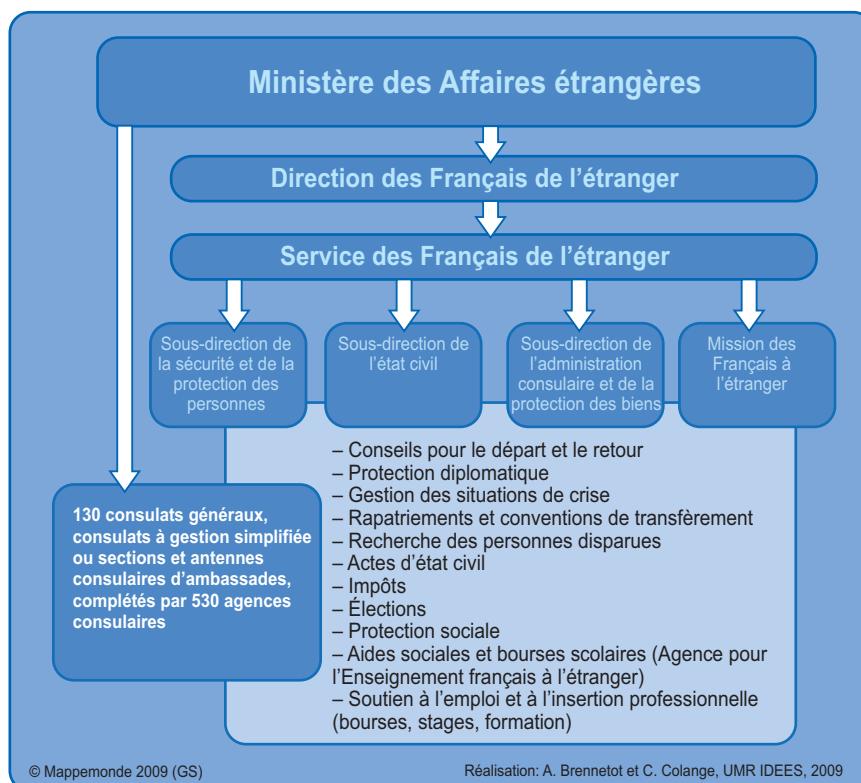 Ministère des Affaires étrangères
Direction des Français de l'étranger
Service des Français de l'étranger
Sous-direction de
la sécurité et de la
protection des
personnes
Sous-direction de
l'état civil
Sous-direction de
l'administration
consulaire et de la
protection des biens
Mission des
Français à
l'étranger
130 consulats généraux,
consulats à gestion simplifiée
ou sections et antennes
consulaires d'ambassades,
complétés par 530 agences
consulaires
– Conseils pour le départ et le retour
– Protection diplomatique
– Gestion des situations de crise
– Rapatriements et conventions de transfèrement
– Recherche des personnes disparues
– Actes d'état civil
– Impôts
– Élections
– Protection sociale
– Aides sociales et bourses scolaires (Agence pour
l'Enseignement français à l'étranger)
– Soutien à l'emploi et à l'insertion professionnelle
(bourses, stages, formation)
© Mappemonde 2009 (GS)
Réalisation: A. Brennetot et C. Colange, UMR IDEES, 2009